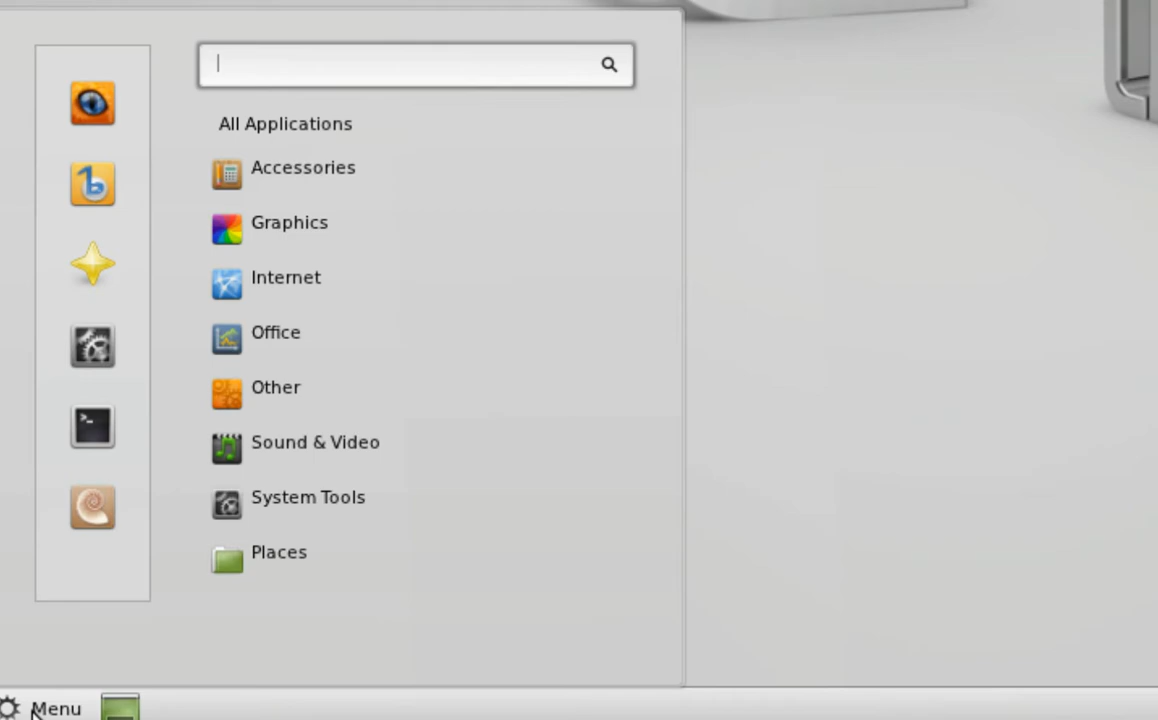 All Applications
Accessories
Graphics
Internet
Office
Other
Sound & Video
System Tools
Places
Menu